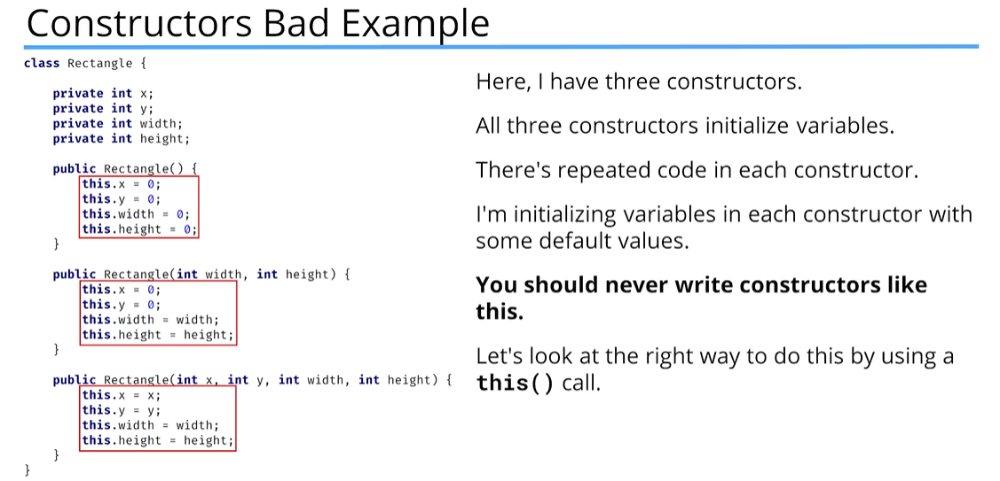 Constructors Bad Example
class Rectangle {
private int x;
private int y;
private int width;
private int height;
public Rectangle() {
this.x = 0;
this.y = 0;
this.width = 0;
this.height = 0;
}
public Rectangle(int width, int height) {
this.x = 0;
this.y = 0;
this.width = width;
this.height = height;
}
public Rectangle(int x, int y, int width, int height) {
this.x = x;
this.y = y;
this.width = width;
this.height = height;
}
}
Here, I have three constructors.
All three constructors initialize variables.
There's repeated code in each constructor.
I'm initializing variables in each constructor with
some default values.
You should never write constructors like
this.
Let's look at the right way to do this by using a
this() call.